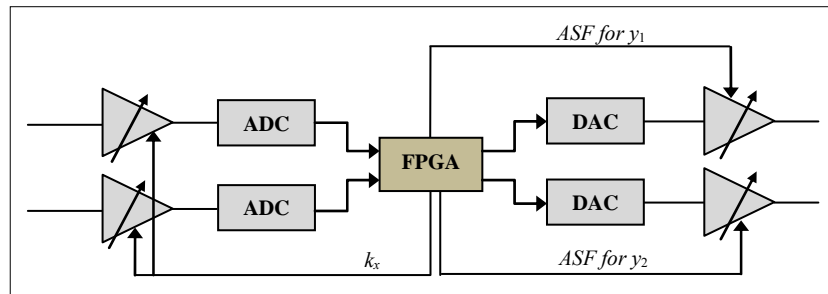 ASF for y1
ADC
DAC
FPGA
ADC
DAC
kx
ASF for y2